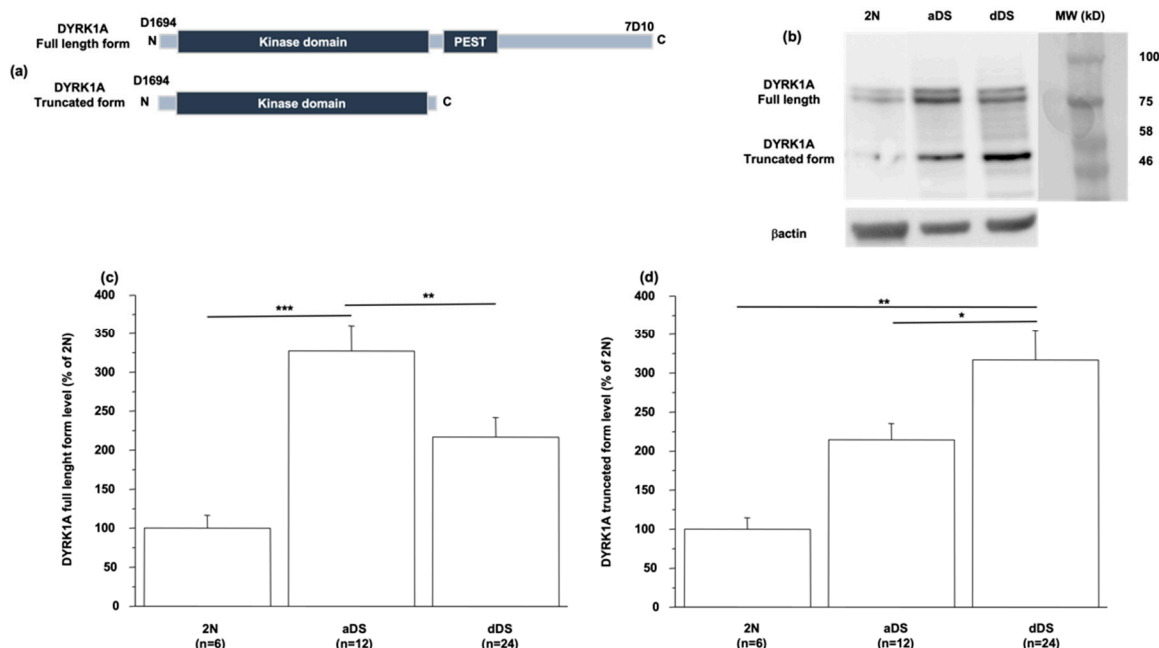 (a)
DYRK1A
Full length form
D1694
N
Kinase domain
PEST
7D10
C
DYRK1A
Truncated form
D1694
N
Kinase domain
C
(b)
2N aDS dDS MW (kD)
DYRK1A
Full length
DYRK1A
Truncated form
100
75
58
46
βactin
(c)
DYRK1A full lenght form level (% of 2N)
400
350
300
250
200
150
100
50
0
***
**
2N
(n=6)
aDS
(n=12)
dDS
(n=24)
(d)
DYRK1A trunceted form level (% of 2N)
400
350
300
250
200
150
100
50
0
**
*
2N
(n=6)
aDS
(n=12)
dDS
(n=24)